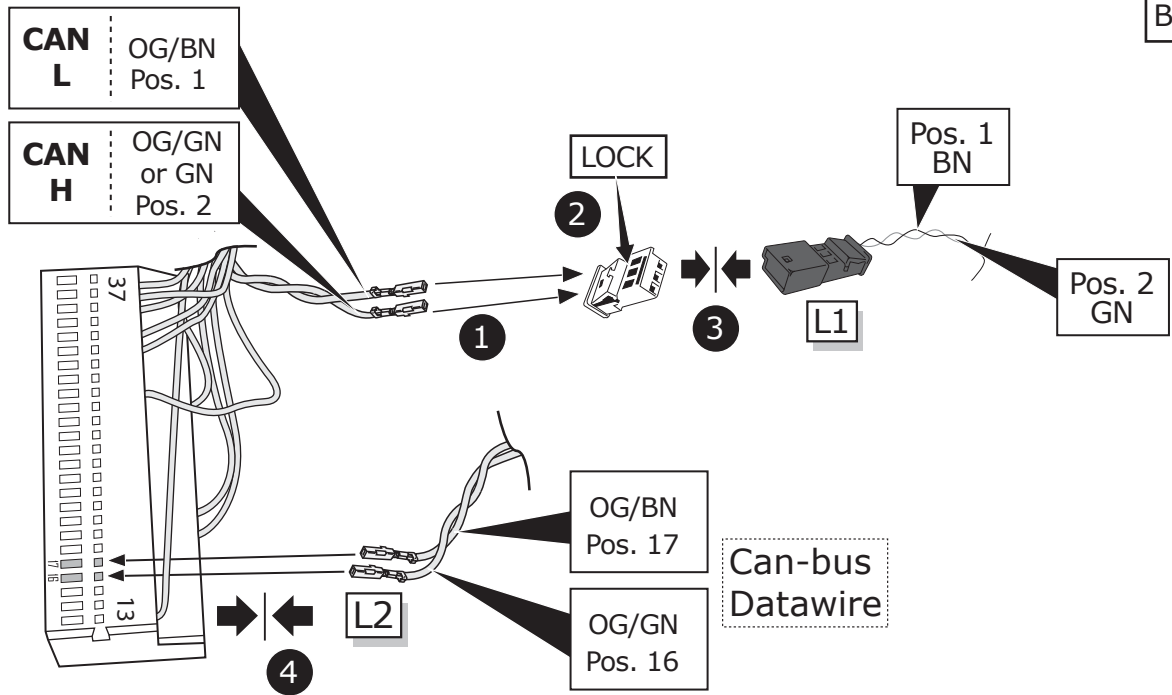 CAN
L
OG/BN
Pos. 1
CAN
H
OG/GN
or GN
Pos. 2
LOCK
2
Pos. 1
BN
B
Pos. 2
GN
37
1
3
L1
17
16
13
OG/BN
Pos. 17
Can-bus
Datawire
L2
OG/GN
Pos. 16
4